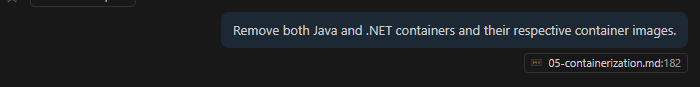 Remove both Java and .NET containers and their respective container images.
05-containerization.md:182